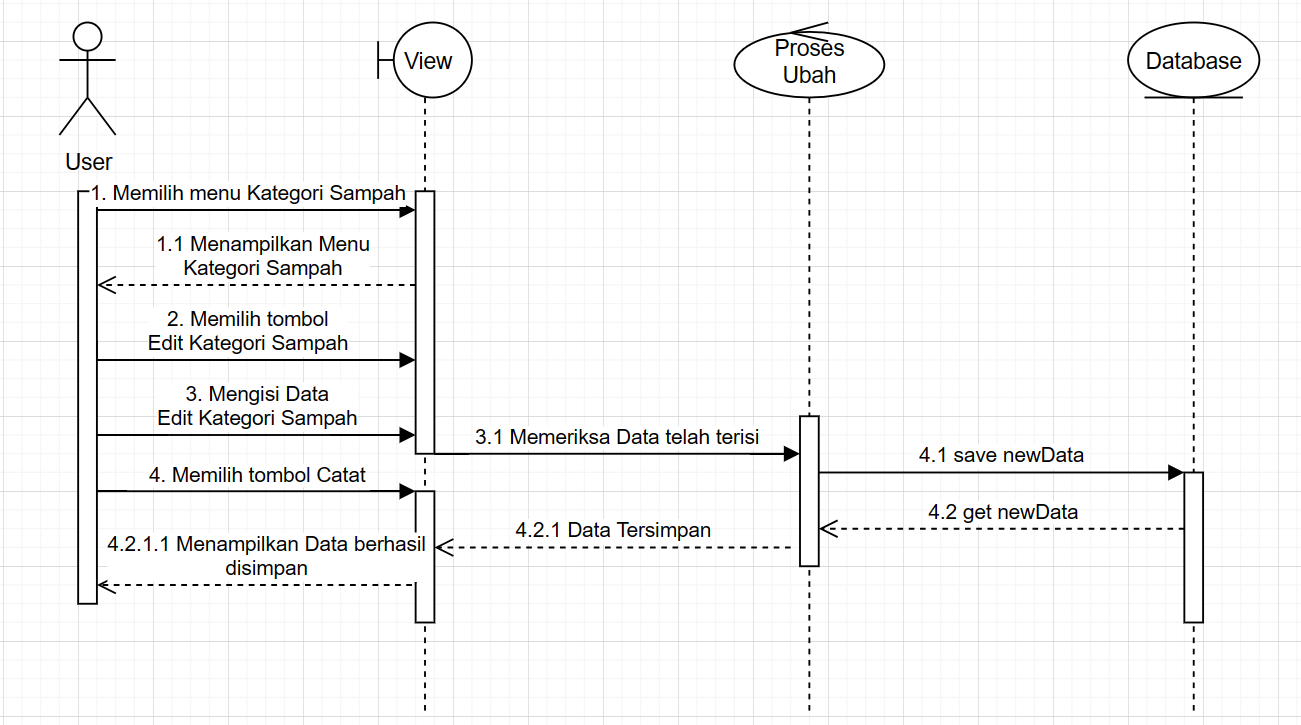 View
Proses
Ubah
Database
User
1. Memilih menu Kategori Sampah
1.1 Menampilkan Menu
Kategori Sampah
2. Memilih tombol
Edit Kategori Sampah
3. Mengisi Data
Edit Kategori Sampah
3.1 Memeriksa Data telah terisi
4.1 save newData
4. Memilih tombol Catat
4.2 get newData
4.2.1 Data Tersimpan
4.2.1.1 Menampilkan Data berhasil
disimpan